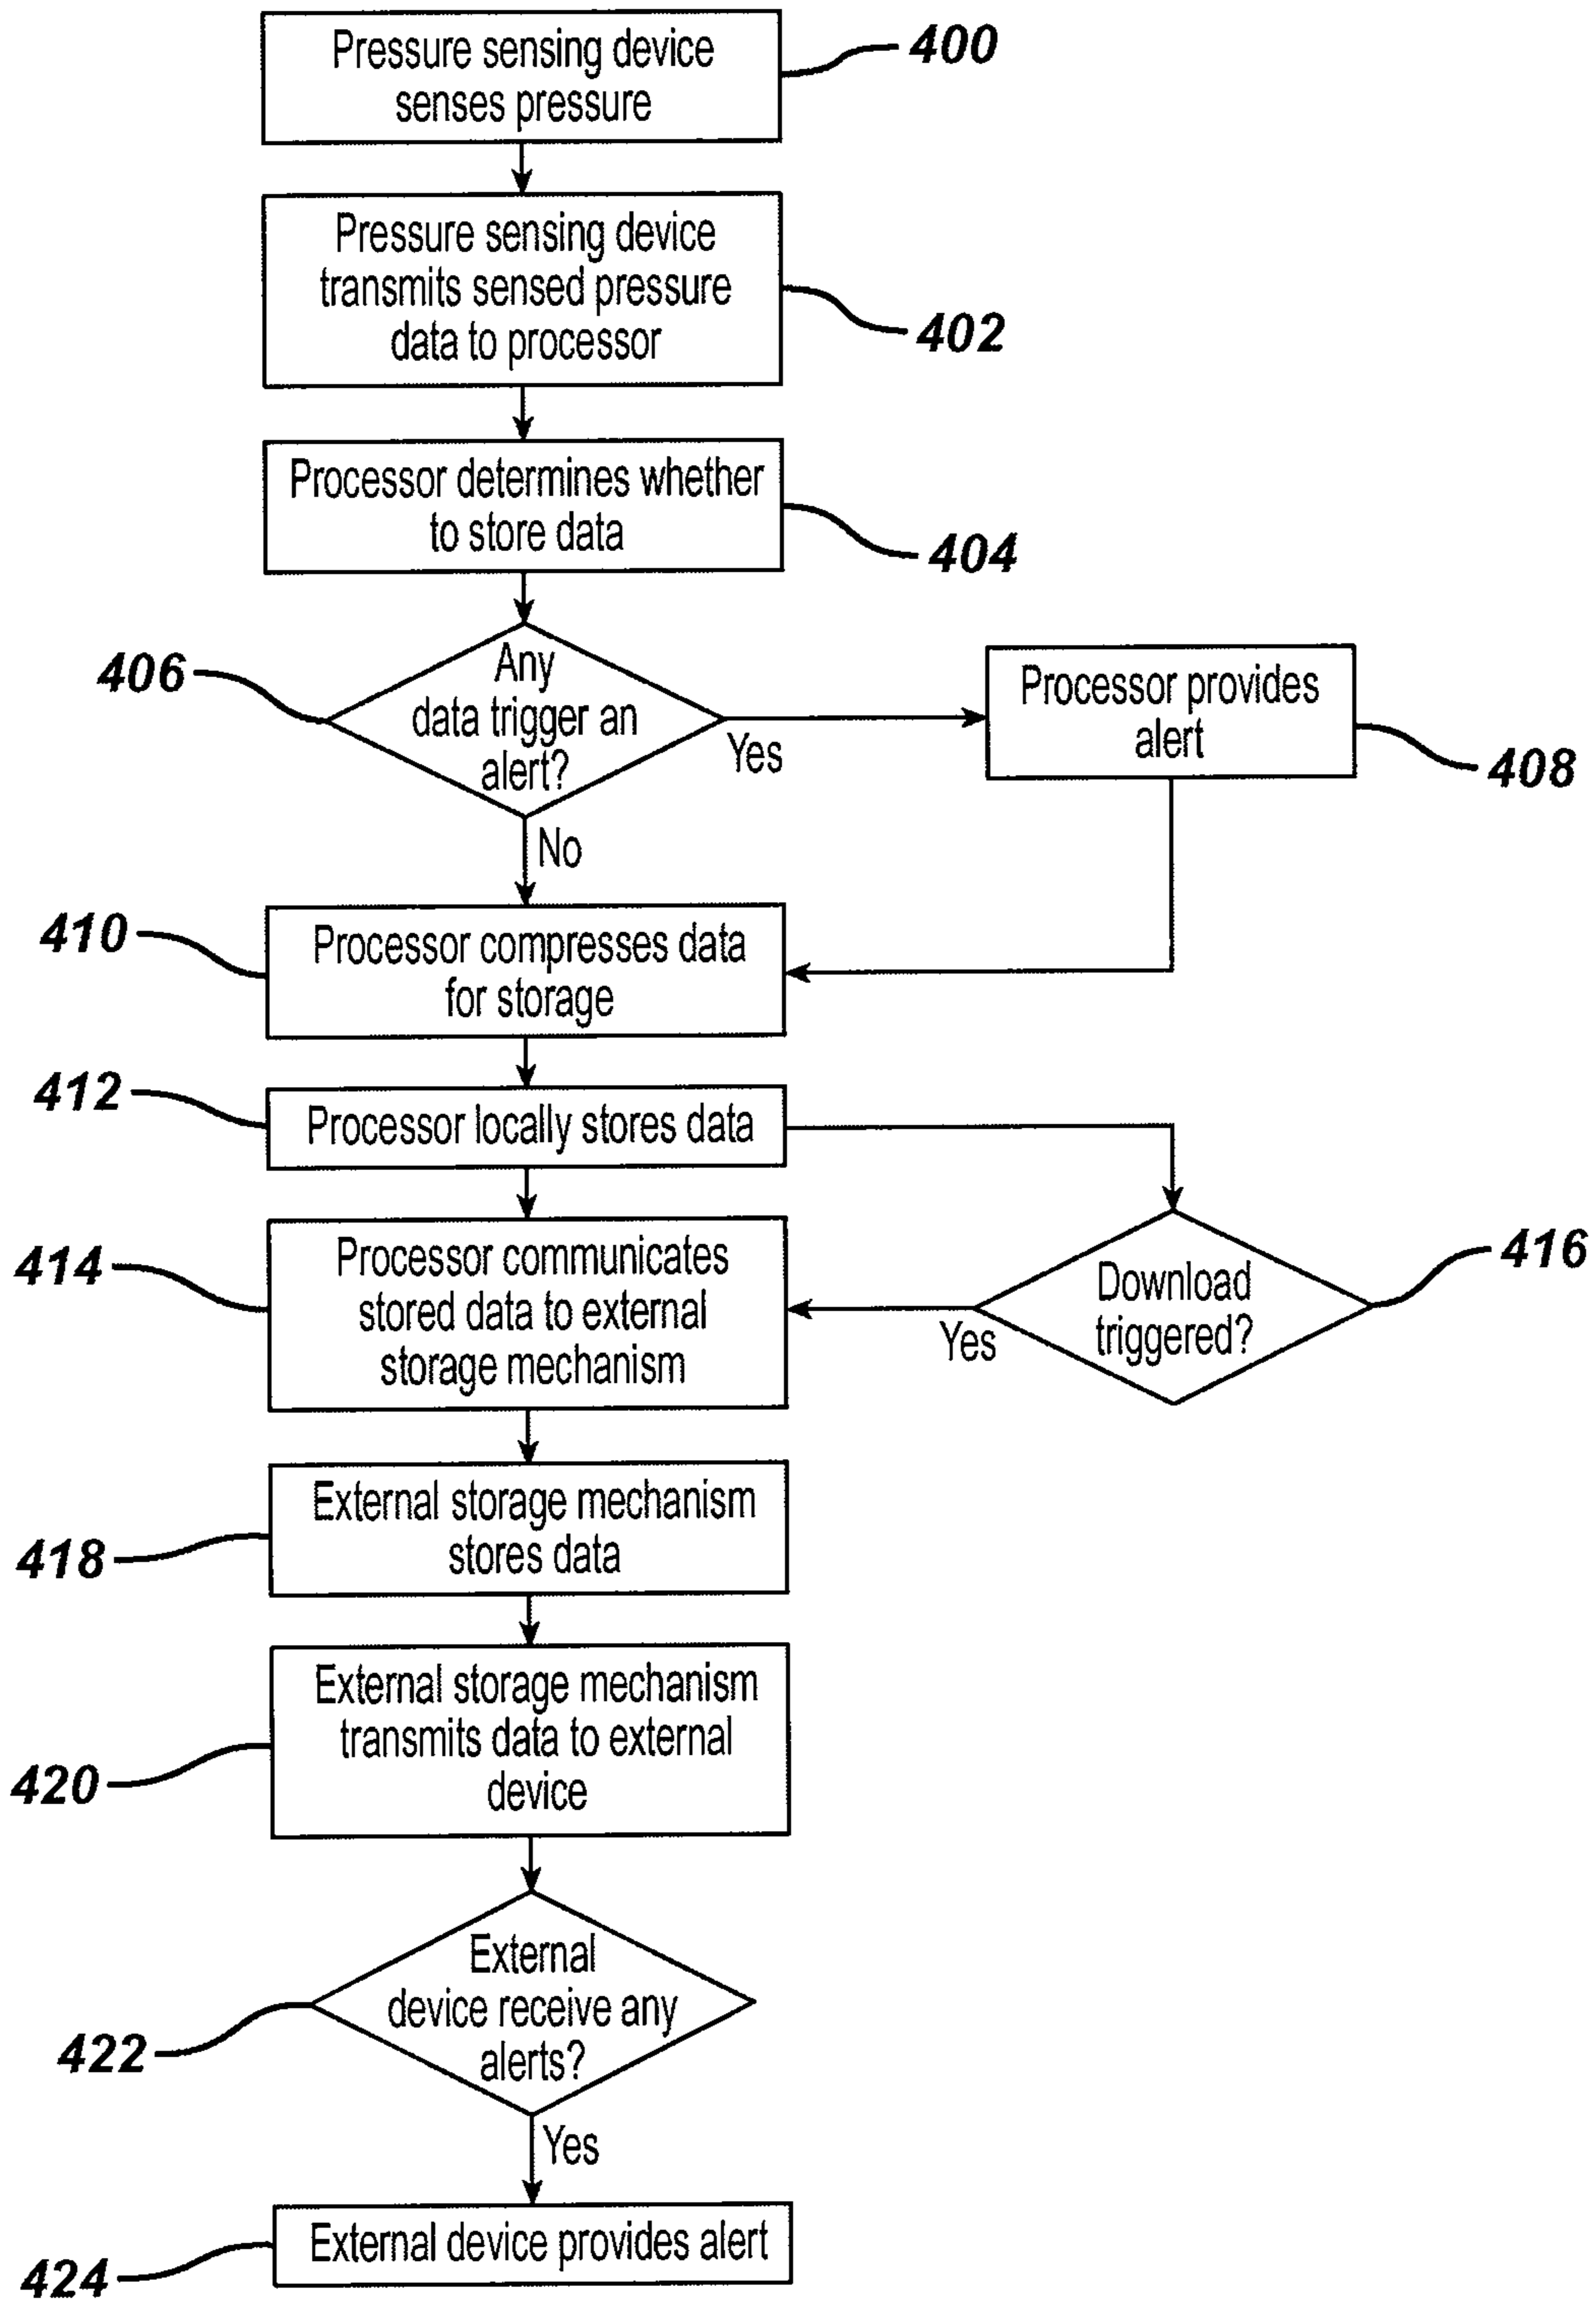 Pressure sensing device
senses pressure
400
Pressure sensing device
transmits sensed pressure
data to processor
402
Processor determines whether
to store data
404
406
Any
data trigger an
alert?
Yes
Processor provides
alert
408
No
410
Processor compresses data
for storage
412
Processor locally stores data
414
Processor communicates
stored data to external
storage mechanism
Yes
Download
triggered?
416
418
External storage mechanism
stores data
420
External storage mechanism
transmits data to external
device
422
External
device receive any
alerts?
Yes
424
External device provides alert